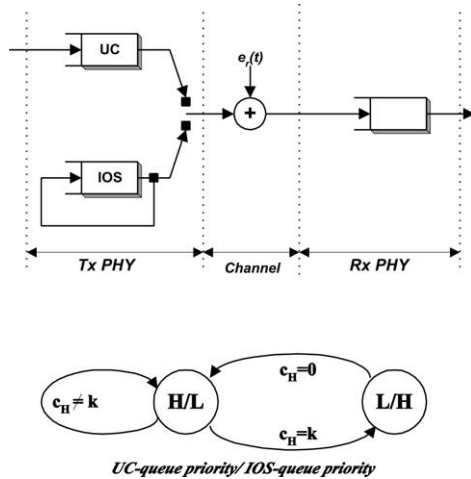 UC
e_r(t)
+
IOS
Tx PHY
Channel
Rx PHY
c_H=0
c_H≠k
H/L
L/H
c_H=k
UC-queue priority/ IOS-queue priority